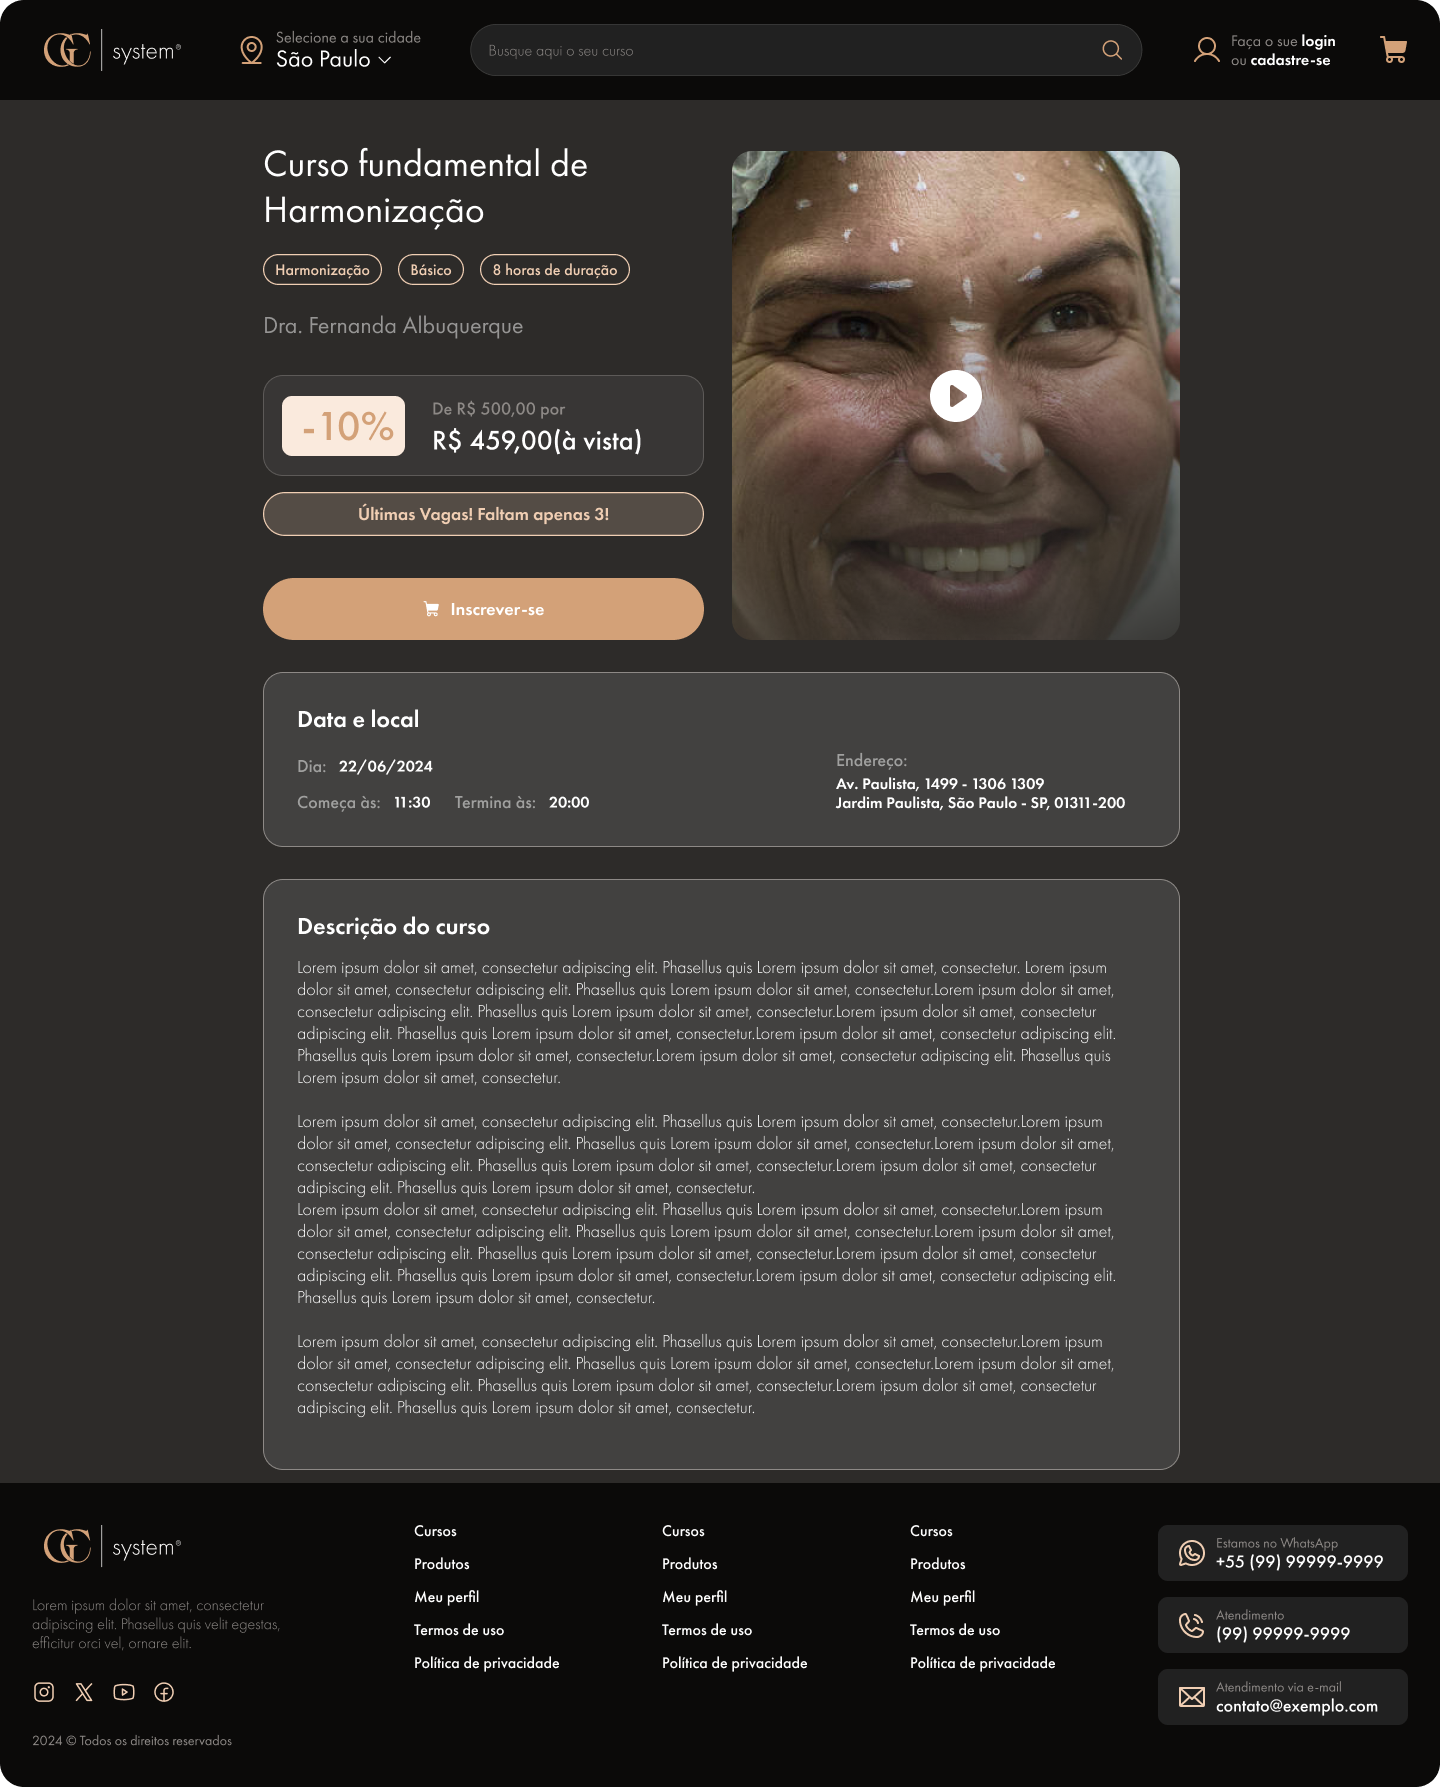 GC system®
Selecione a sua cidade
São Paulo
Busque aqui o seu curso
Faça o sue login
ou cadastre-se
Curso fundamental de
Harmonização
Harmonização
Básico
8 horas de duração
Dra. Fernanda Albuquerque
-10%
De R$ 500,00 por
R$ 459,00(à vista)
Últimas Vagas! Faltam apenas 3!
Inscrever-se
Data e local
Dia: 22/06/2024
Começa às: 11:30 Termina às: 20:00
Endereço:
Av. Paulista, 1499 - 1306 1309
Jardim Paulista, São Paulo - SP, 01311-200
Descrição do curso
Lorem ipsum dolor sit amet, consectetur adipiscing elit. Phasellus quis Lorem ipsum dolor sit amet, consectetur. Lorem ipsum
dolor sit amet, consectetur adipiscing elit. Phasellus quis Lorem ipsum dolor sit amet, consectetur.Lorem ipsum dolor sit amet,
consectetur adipiscing elit. Phasellus quis Lorem ipsum dolor sit amet, consectetur.Lorem ipsum dolor sit amet, consectetur
adipiscing elit. Phasellus quis Lorem ipsum dolor sit amet, consectetur.Lorem ipsum dolor sit amet, consectetur adipiscing elit.
Phasellus quis Lorem ipsum dolor sit amet, consectetur.Lorem ipsum dolor sit amet, consectetur adipiscing elit. Phasellus quis
Lorem ipsum dolor sit amet, consectetur.
Lorem ipsum dolor sit amet, consectetur adipiscing elit. Phasellus quis Lorem ipsum dolor sit amet, consectetur.Lorem ipsum
dolor sit amet, consectetur adipiscing elit. Phasellus quis Lorem ipsum dolor sit amet, consectetur.Lorem ipsum dolor sit amet,
consectetur adipiscing elit. Phasellus quis Lorem ipsum dolor sit amet, consectetur.Lorem ipsum dolor sit amet, consectetur
adipiscing elit. Phasellus quis Lorem ipsum dolor sit amet, consectetur.
Lorem ipsum dolor sit amet, consectetur adipiscing elit. Phasellus quis Lorem ipsum dolor sit amet, consectetur.Lorem ipsum
dolor sit amet, consectetur adipiscing elit. Phasellus quis Lorem ipsum dolor sit amet, consectetur.Lorem ipsum dolor sit amet,
consectetur adipiscing elit. Phasellus quis Lorem ipsum dolor sit amet, consectetur.Lorem ipsum dolor sit amet, consectetur
adipiscing elit. Phasellus quis Lorem ipsum dolor sit amet, consectetur.Lorem ipsum dolor sit amet, consectetur adipiscing elit.
Phasellus quis Lorem ipsum dolor sit amet, consectetur.
Lorem ipsum dolor sit amet, consectetur adipiscing elit. Phasellus quis Lorem ipsum dolor sit amet, consectetur.Lorem ipsum
dolor sit amet, consectetur adipiscing elit. Phasellus quis Lorem ipsum dolor sit amet, consectetur.Lorem ipsum dolor sit amet,
consectetur adipiscing elit. Phasellus quis Lorem ipsum dolor sit amet, consectetur.Lorem ipsum dolor sit amet, consectetur
adipiscing elit. Phasellus quis Lorem ipsum dolor sit amet, consectetur.
GC system®
Lorem ipsum dolor sit amet, consectetur
adipiscing elit. Phasellus quis velit egestas,
efficitur orci vel, ornare elit.
2024 © Todos os direitos reservados
Cursos
Produtos
Meu perfil
Termos de uso
Política de privacidade
Cursos
Produtos
Meu perfil
Termos de uso
Política de privacidade
Cursos
Produtos
Meu perfil
Termos de uso
Política de privacidade
Estamos no WhatsApp
+55 (99) 99999-9999
Atendimento
(99) 99999-9999
Atendimento via e-mail
contato@exemplo.com